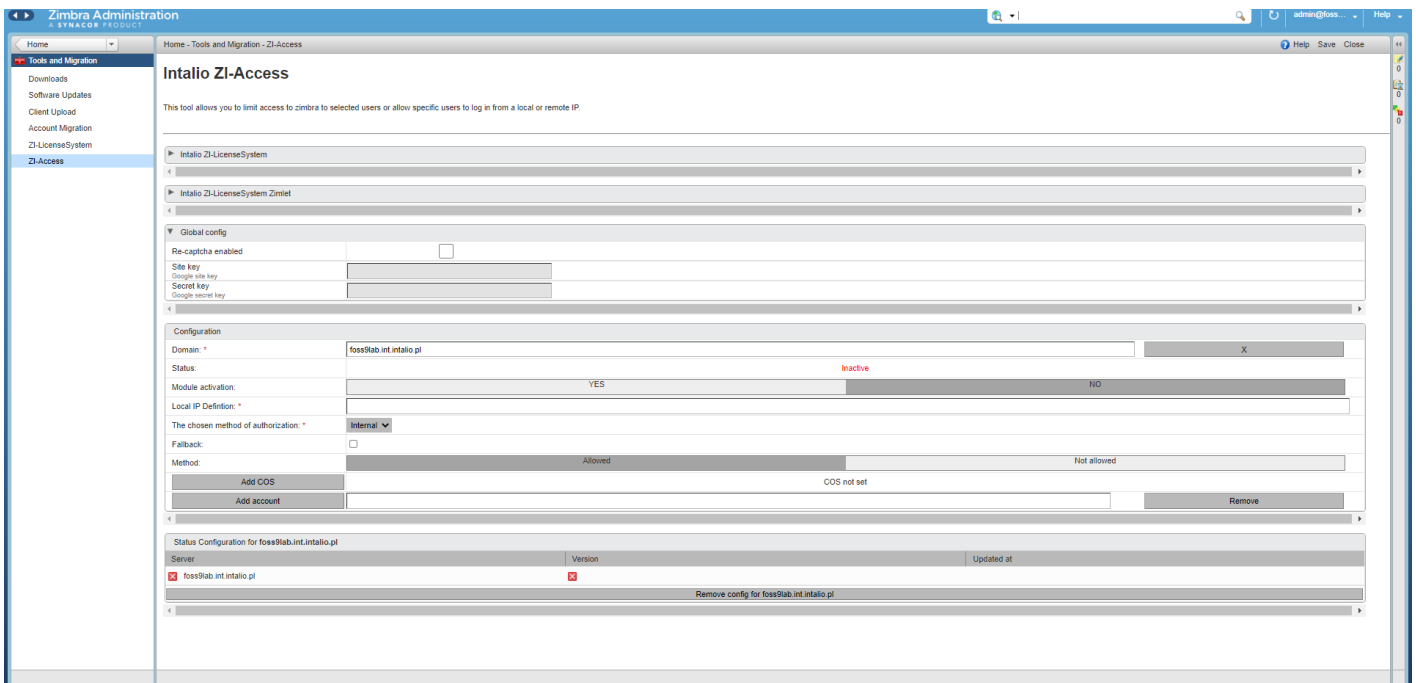 Zimbra Administration
A SYNACOR PRODUCT
admin@foss...
Help
Home
Home - Tools and Migration - ZI-Access
Help Save Close
Tools and Migration
Downloads
Software Updates
Client Upload
Account Migration
ZI-LicenseSystem
ZI-Access
0
0
0
Intalio ZI-Access
This tool allows you to limit access to zimbra to selected users or allow specific users to log in from a local or remote IP.
Intalio ZI-LicenseSystem
Intalio ZI-LicenseSystem Zimlet
Global config
Re-captcha enabled
Site key
Google site key
Secret key
Google secret key
Configuration
Domain: * foss9lab.int.intalio.pl X
Status: Inactive
Module activation: YES NO
Local IP Defintion: *
The chosen method of authorization: * Internal
Fallback:
Method: Allowed Not allowed
Add COS COS not set
Add account Remove
Status Configuration for foss9lab.int.intalio.pl
Server Version Updated at
foss9lab.int.intalio.pl
Remove config for foss9lab.int.intalio.pl